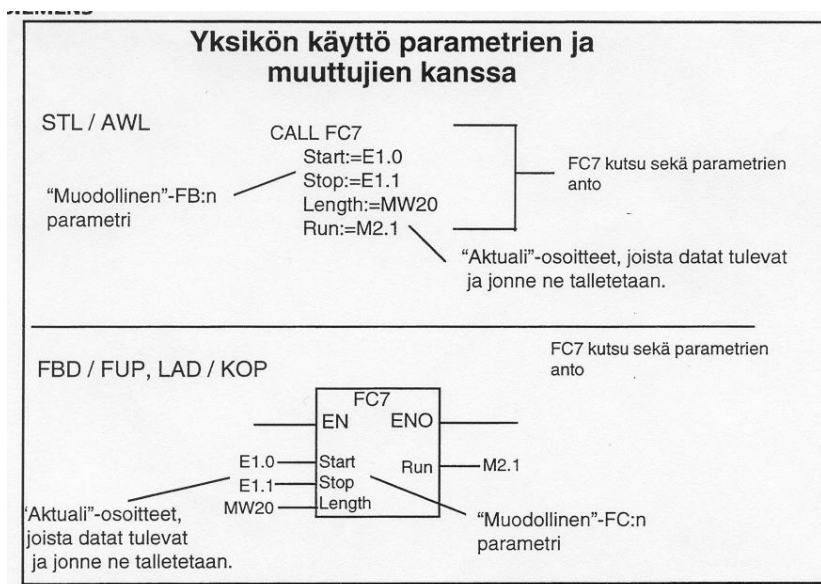 Yksikön käyttö parametrien ja
muuttujien kanssa
STL / AWL
CALL FC7
Start:=E1.0
Stop:=E1.1
Length:=MW20
Run:=M2.1
FC7 kutsu sekä parametrien
anto
“Muodollinen”-FB:n
parametri
“Aktuali”-osoitteet, joista datat tulevat
ja jonne ne talletetaan.
FBD / FUP, LAD / KOP
FC7 kutsu sekä parametrien
anto
FC7
EN ENO
E1.0 Start Run M2.1
E1.1 Stop
MW20 Length
“Aktuali”-osoitteet,
joista datat tulevat
ja jonne ne talletetaan.
“Muodollinen”-FC:n
parametri